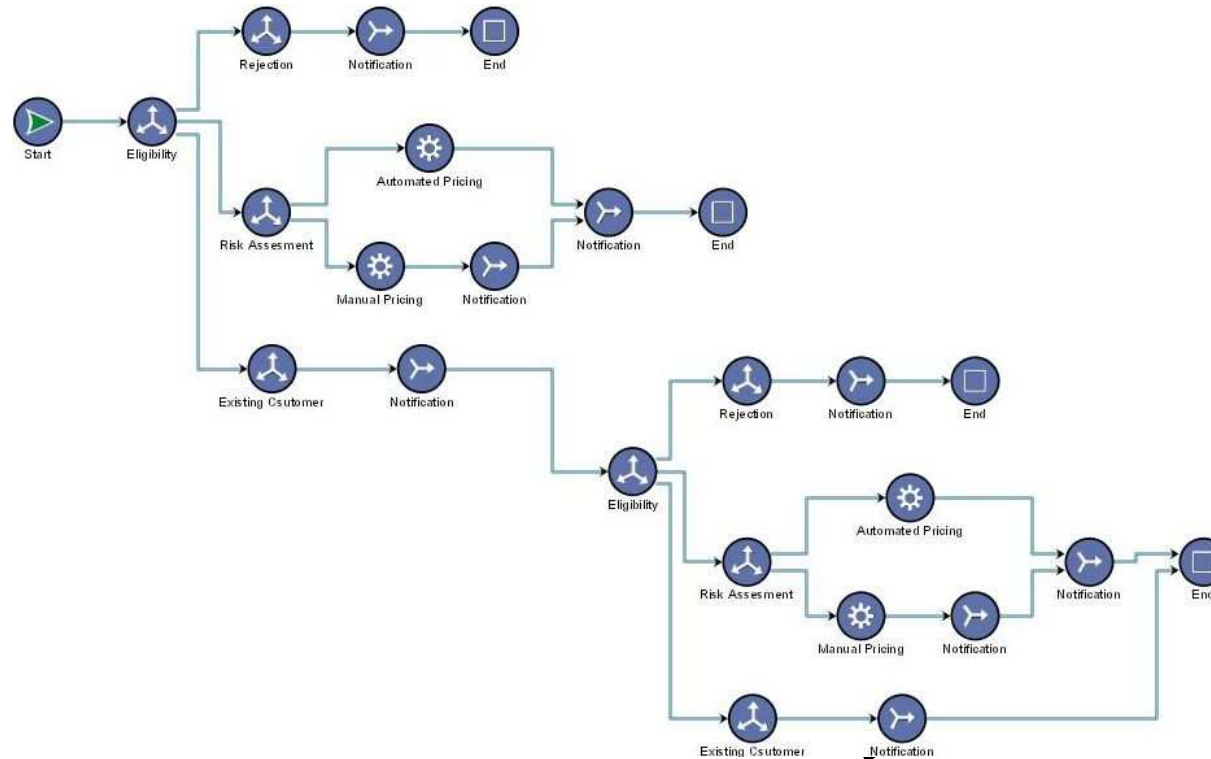 Rejection
Notification
End
Start
Eligibility
Automated Pricing
Risk Assesment
Notification
End
Manual Pricing
Notification
Existing Csutomer
Notification
Rejection
Notification
End
Eligibility
Automated Pricing
Risk Assesment
Notification
End
Manual Pricing
Notification
Existing Csutomer
Notification